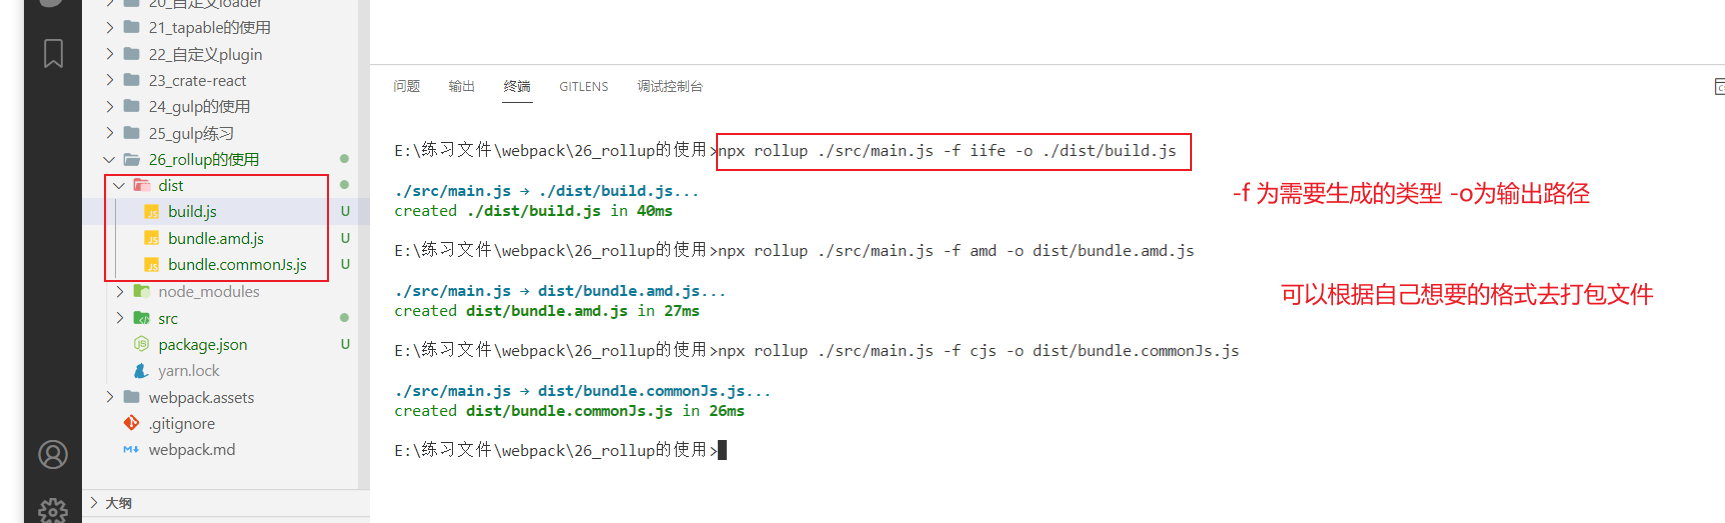 20_自定义loader
21_tapable的使用
22_自定义plugin
23_crate-react
24_gulp的使用
25_gulp练习
26_rollup的使用
dist
build.js U
bundle.amd.js U
bundle.commonJs.js U
node_modules
src
package.json U
yarn.lock
webpack.assets
.gitignore
webpack.md
大纲
问题 输出 终端 GITLENS 调试控制台
E:\练习文件\webpack\26_rollup的使用>npx rollup ./src/main.js -f iife -o ./dist/build.js
./src/main.js → ./dist/build.js...
created ./dist/build.js in 40ms
-f 为需要生成的类型 -o为输出路径
E:\练习文件\webpack\26_rollup的使用>npx rollup ./src/main.js -f amd -o dist/bundle.amd.js
./src/main.js → dist/bundle.amd.js...
created dist/bundle.amd.js in 27ms
可以根据自己想要的格式去打包文件
E:\练习文件\webpack\26_rollup的使用>npx rollup ./src/main.js -f cjs -o dist/bundle.commonJs.js
./src/main.js → dist/bundle.commonJs.js...
created dist/bundle.commonJs.js in 26ms
E:\练习文件\webpack\26_rollup的使用>